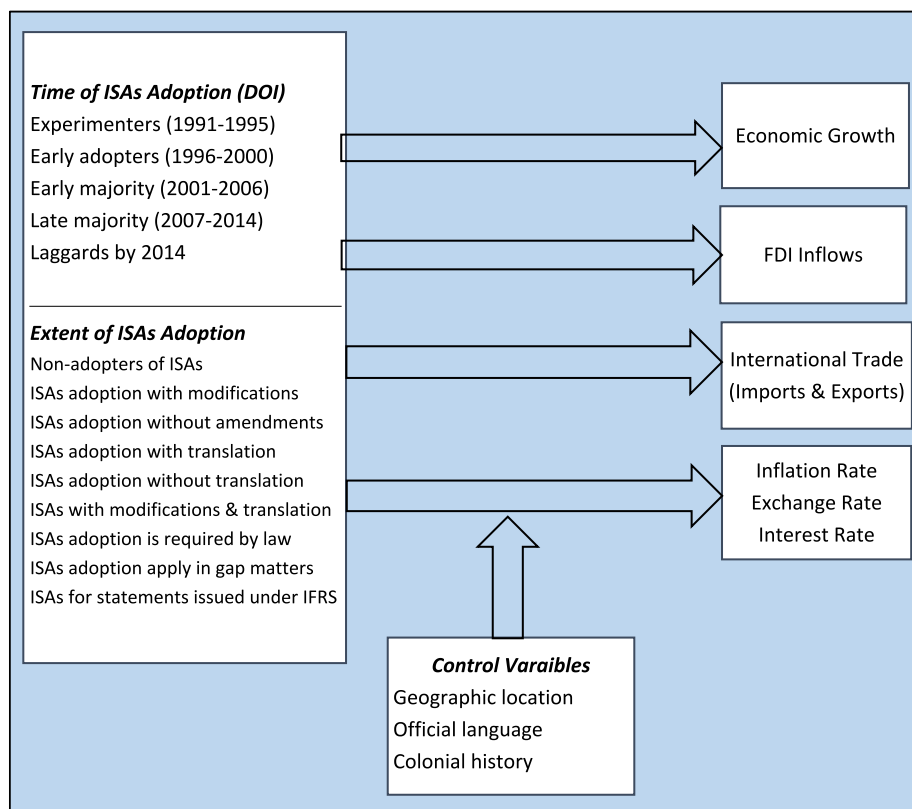 Time of ISAs Adoption (DOI)
Experimenters (1991-1995)
Early adopters (1996-2000)
Early majority (2001-2006)
Late majority (2007-2014)
Laggards by 2014
Extent of ISAs Adoption
Non-adopters of ISAs
ISAs adoption with modifications
ISAs adoption without amendments
ISAs adoption with translation
ISAs adoption without translation
ISAs with modifications & translation
ISAs adoption is required by law
ISAs adoption apply in gap matters
ISAs for statements issued under IFRS
Economic Growth
FDI Inflows
International Trade
(Imports & Exports)
Inflation Rate
Exchange Rate
Interest Rate
Control Varaibles
Geographic location
Official language
Colonial history